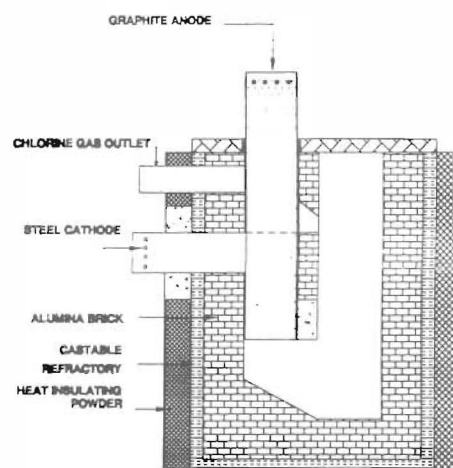 GRAPHITE ANODE
CHLORINE GAS OUTLET
STEEL CATHODE
ALUMINA BRICK
CASTABLE
REFRACTORY
HEAT INSULATING
POWDER